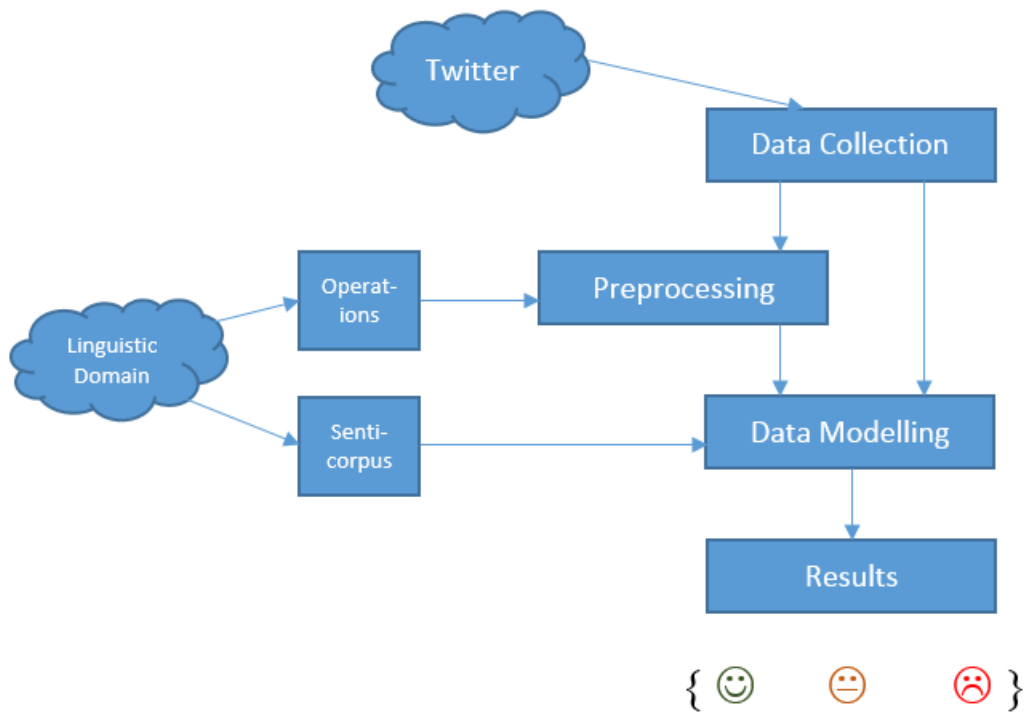 Twitter
Data Collection
Operat-
ions
Preprocessing
Linguistic
Domain
Senti-
corpus
Data Modelling
Results
{ }